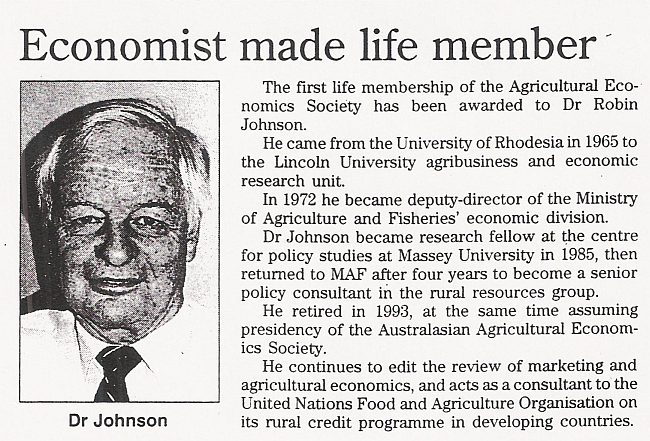 Economist made life member
The first life membership of the Agricultural Eco-
nomics Society has been awarded to Dr Robin
Johnson.
He came from the University of Rhodesia in 1965 to
the Lincoln University agribusiness and economic
research unit.
In 1972 he became deputy-director of the Ministry
of Agriculture and Fisheries' economic division.
Dr Johnson became research fellow at the centre
for policy studies at Massey University in 1985, then
returned to MAF after four years to become a senior
policy consultant in the rural resources group.
He retired in 1993, at the same time assuming
presidency of the Australasian Agricultural Econom-
ics Society.
He continues to edit the review of marketing and
agricultural economics, and acts as a consultant to the
United Nations Food and Agriculture Organisation on
its rural credit programme in developing countries.
Dr Johnson